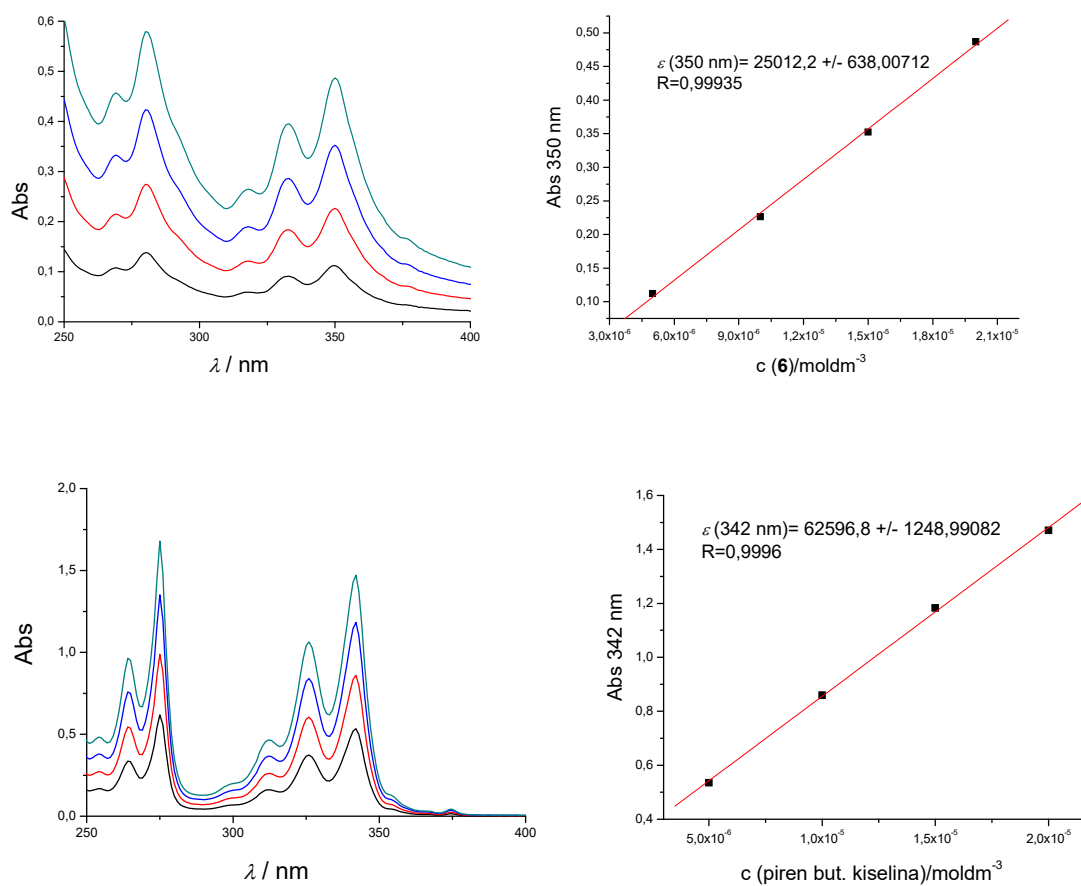 0,6
0,5
0,4
0,3
0,2
0,1
0,0
Abs
250
300
350
400
λ / nm
ε (350 nm)= 25012,2 +/- 638,00712
R=0,99935
0,50
0,45
0,40
0,35
0,30
0,25
0,20
0,15
0,10
Abs 350 nm
3,0x10⁻⁶
6,0x10⁻⁶
9,0x10⁻⁶
1,2x10⁻⁵
1,5x10⁻⁵
1,8x10⁻⁵
2,1x10⁻⁵
c (6)/moldm⁻³
2,0
1,5
1,0
0,5
0,0
Abs
250
300
350
400
λ / nm
ε (342 nm)= 62596,8 +/- 1248,99082
R=0,9996
1,6
1,4
1,2
1,0
0,8
0,6
0,4
Abs 342 nm
5,0x10⁻⁶
1,0x10⁻⁵
1,5x10⁻⁵
2,0x10⁻⁵
c (piren but. kiselina)/moldm⁻³